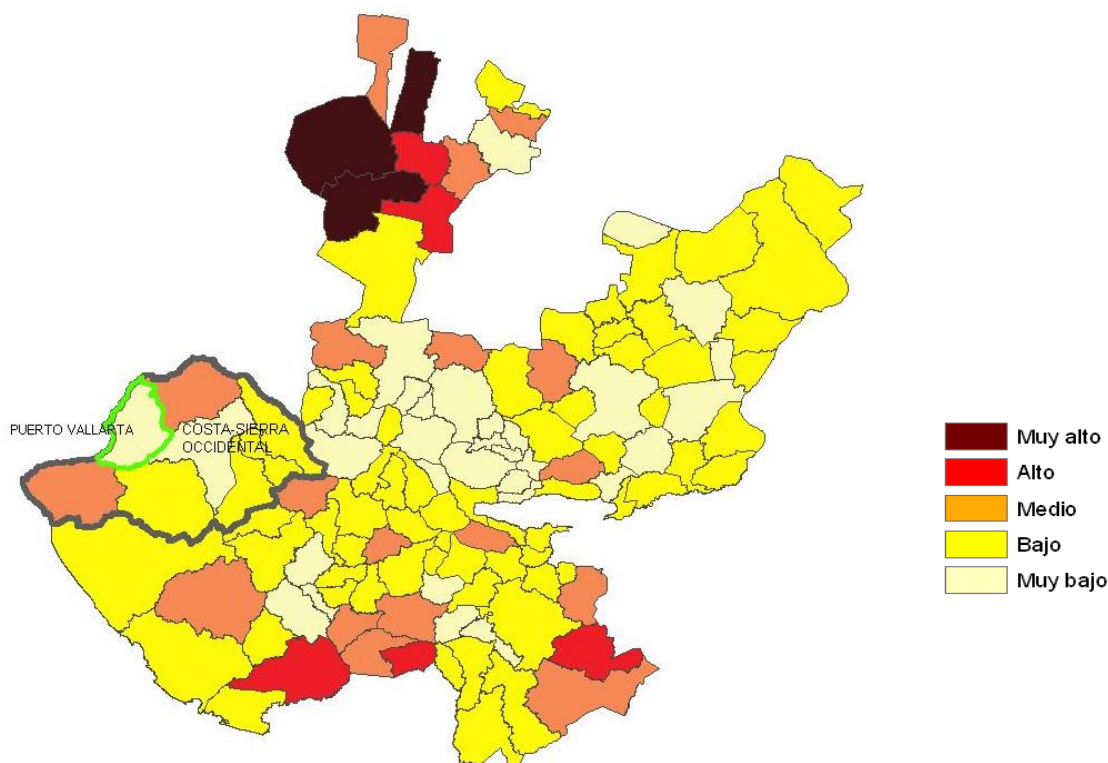 PUERTO VALLARTA
COSTA-SIERRA
OCCIDENTAL
Muy alto
Alto
Medio
Bajo
Muy bajo